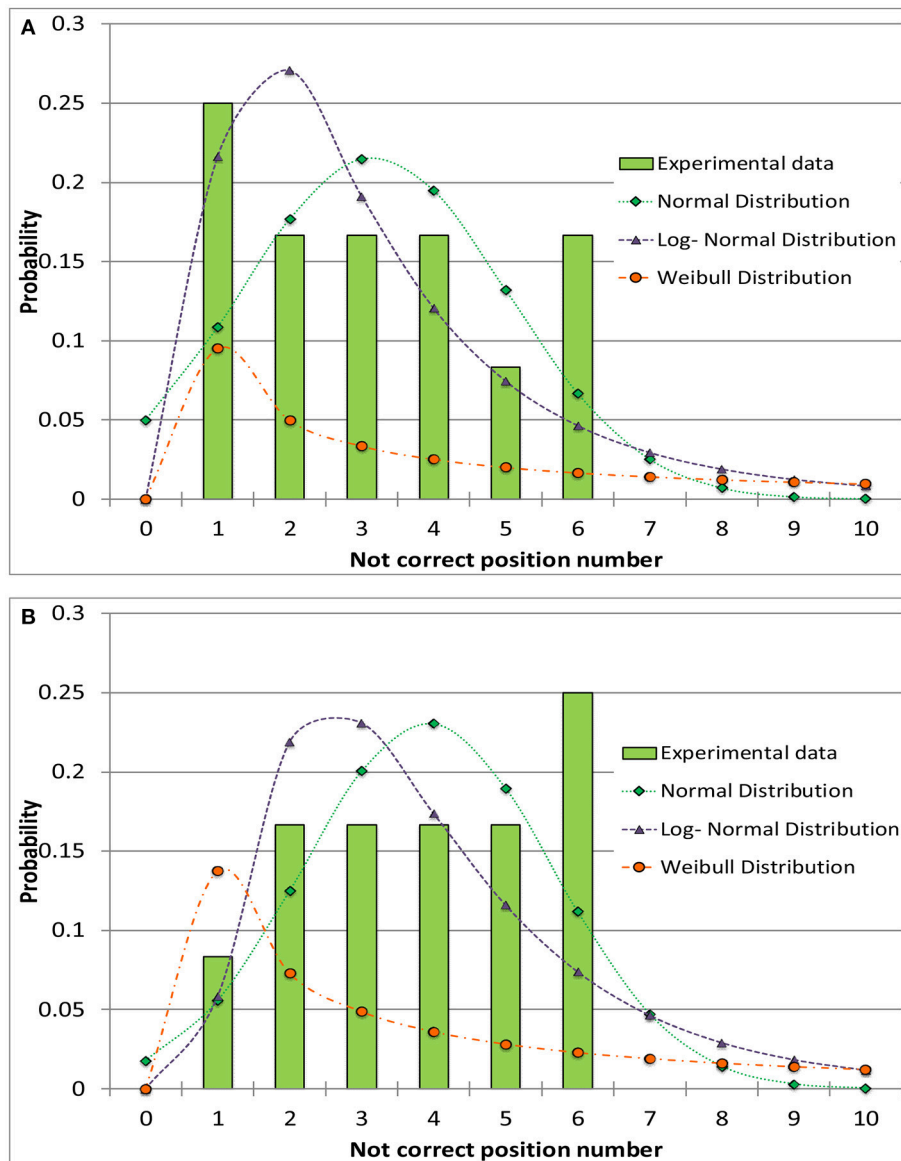 A
0.3
0.25
0.2
0.15
0.1
0.05
0
Probability
0 1 2 3 4 5 6 7 8 9 10
Not correct position number
Experimental data
Normal Distribution
Log- Normal Distribution
Weibull Distribution
B
0.3
0.25
0.2
0.15
0.1
0.05
0
Probability
0 1 2 3 4 5 6 7 8 9 10
Not correct position number
Experimental data
Normal Distribution
Log- Normal Distribution
Weibull Distribution